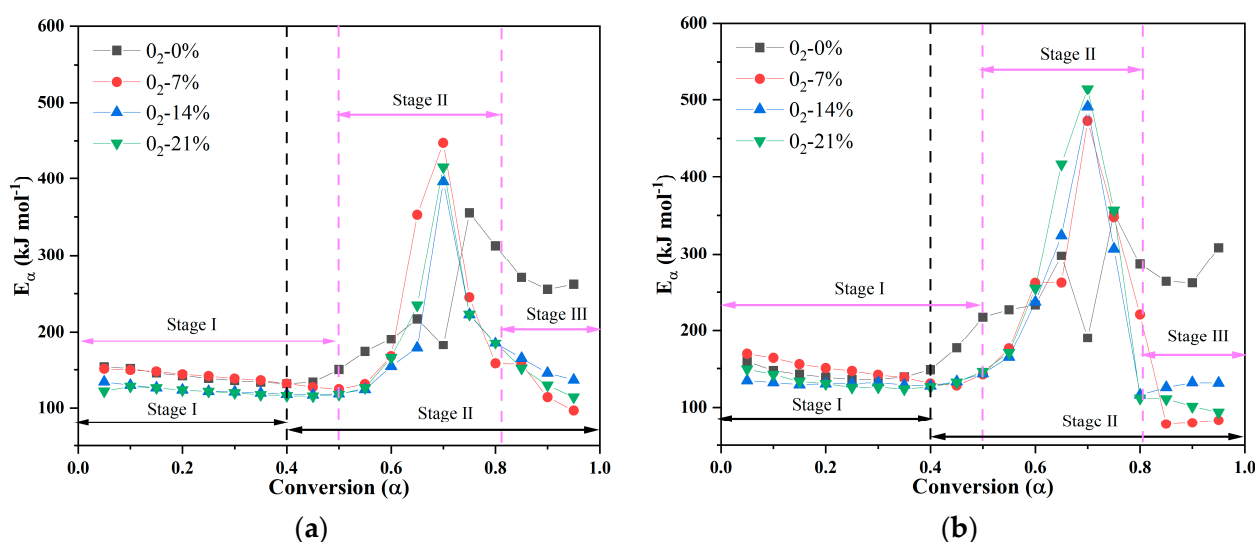 600
500
400
300
200
100
E_α (kJ mol⁻¹)
0₂-0%
0₂-7%
0₂-14%
0₂-21%
Stage II
Stage I
Stage III
Stage I
Stage II
0.0 0.2 0.4 0.6 0.8 1.0
Conversion (α)
(a)
600
500
400
300
200
100
E_α (kJ mol⁻¹)
0₂-0%
0₂-7%
0₂-14%
0₂-21%
Stage II
Stage I
Stage III
Stage I
Stagc II
0.0 0.2 0.4 0.6 0.8 1.0
Conversion (α)
(b)